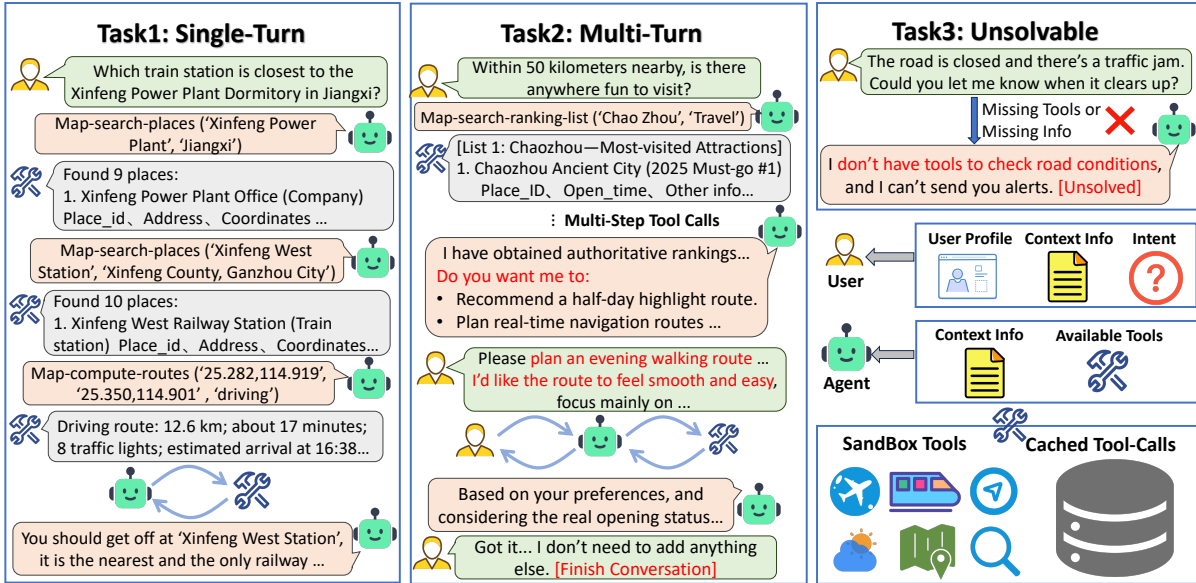 Task1: Single-Turn
Which train station is closest to the
Xinfeng Power Plant Dormitory in Jiangxi?
Map-search-places (‘Xinfeng Power
Plant’, ‘Jiangxi’)
Found 9 places:
1. Xinfeng Power Plant Office (Company)
Place_id、Address、Coordinates …
Map-search-places (‘Xinfeng West
Station’, ‘Xinfeng County, Ganzhou City’)
Found 10 places:
1. Xinfeng West Railway Station (Train
station) Place_id、Address、Coordinates…
Map-compute-routes (‘25.282,114.919’,
‘25.350,114.901’ , ‘driving’)
Driving route: 12.6 km; about 17 minutes;
8 traffic lights; estimated arrival at 16:38…
You should get off at ‘Xinfeng West Station’,
it is the nearest and the only railway …
Task2: Multi-Turn
Within 50 kilometers nearby, is there
anywhere fun to visit?
Map-search-ranking-list (‘Chao Zhou’, ‘Travel’)
[List 1: Chaozhou—Most-visited Attractions]
1. Chaozhou Ancient City (2025 Must-go #1)
Place_ID、Open_time、Other info…
⋮ Multi-Step Tool Calls
I have obtained authoritative rankings…
Do you want me to:
• Recommend a half-day highlight route.
• Plan real-time navigation routes …
Please plan an evening walking route …
I’d like the route to feel smooth and easy,
focus mainly on …
Based on your preferences, and
considering the real opening status…
Got it… I don’t need to add anything
else. [Finish Conversation]
Task3: Unsolvable
The road is closed and there’s a traffic jam.
Could you let me know when it clears up?
Missing Tools or
Missing Info
I don’t have tools to check road conditions,
and I can’t send you alerts. [Unsolved]
User Profile Context Info Intent
User
Context Info Available Tools
Agent
SandBox Tools Cached Tool-Calls